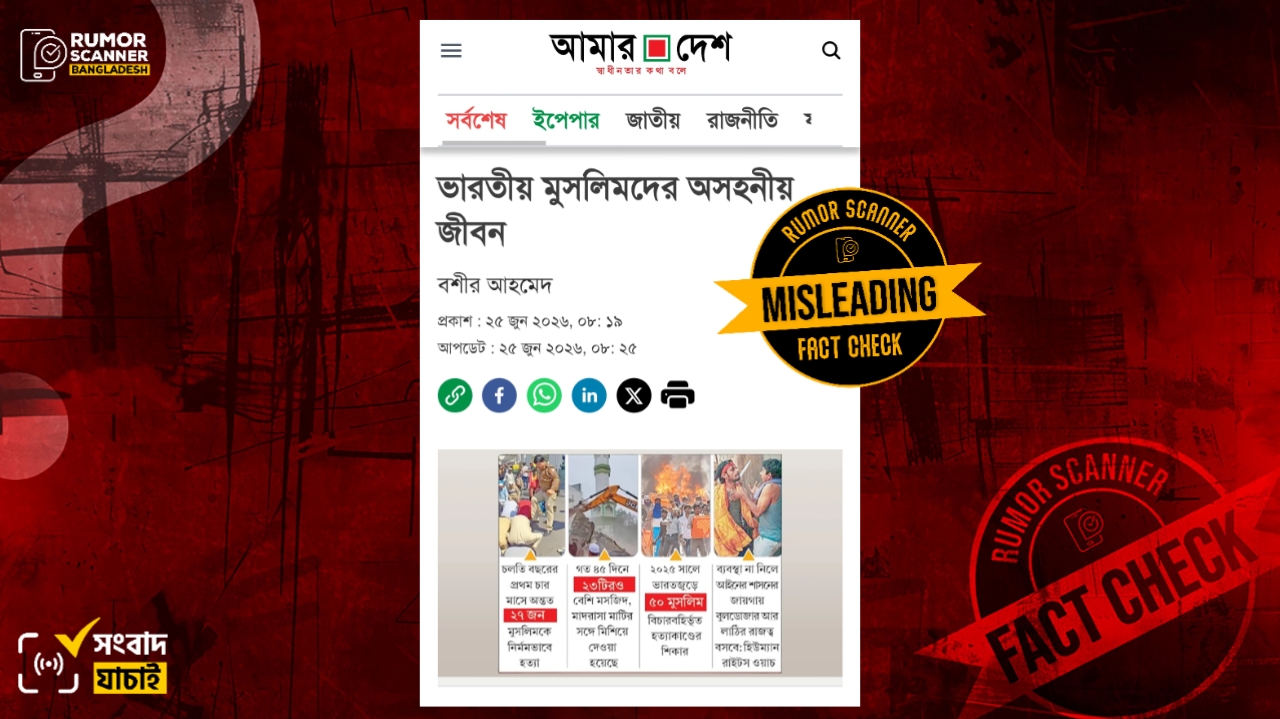 RUMOR
SCANNER
BANGLADESH
আমার দেশ
স্বাধীনতার কথা বলে
সর্বশেষ ইপেপার জাতীয় রাজনীতি
ভারতীয় মুসলিমদের অসহনীয়
জীবন
বশীর আহমেদ
প্রকাশ : ২৫ জুন ২০২৬, ০৮: ১৯
আপডেট : ২৫ জুন ২০২৬, ০৮: ২৫
RUMOR SCANNER
MISLEADING
FACT CHECK
চলতি বছরের
প্রথম চার
মাসে অন্তত
২৭ জন
মুসলিমকে
নির্মমভাবে
হত্যা
গত ৪৫ দিনে
২৩টিরও
বেশি মসজিদ,
মাদরাসা মাটির
সঙ্গে মিশিয়ে
দেওয়া
হয়েছে
২০২৫ সালে
ভারতজুড়ে
৫০ মুসলিম
বিচারবহির্ভূত
হত্যাকাণ্ডের
শিকার
ব্যবস্থা না নিলে
আইনের শাসনের
জায়গায়
বুলডোজার আর
লাঠির রাজত্ব
বসবে: হিউম্যান
রাইটস ওয়াচ
RUMOR SCANNER
FACT CHECK
সংবাদ
যাচাই